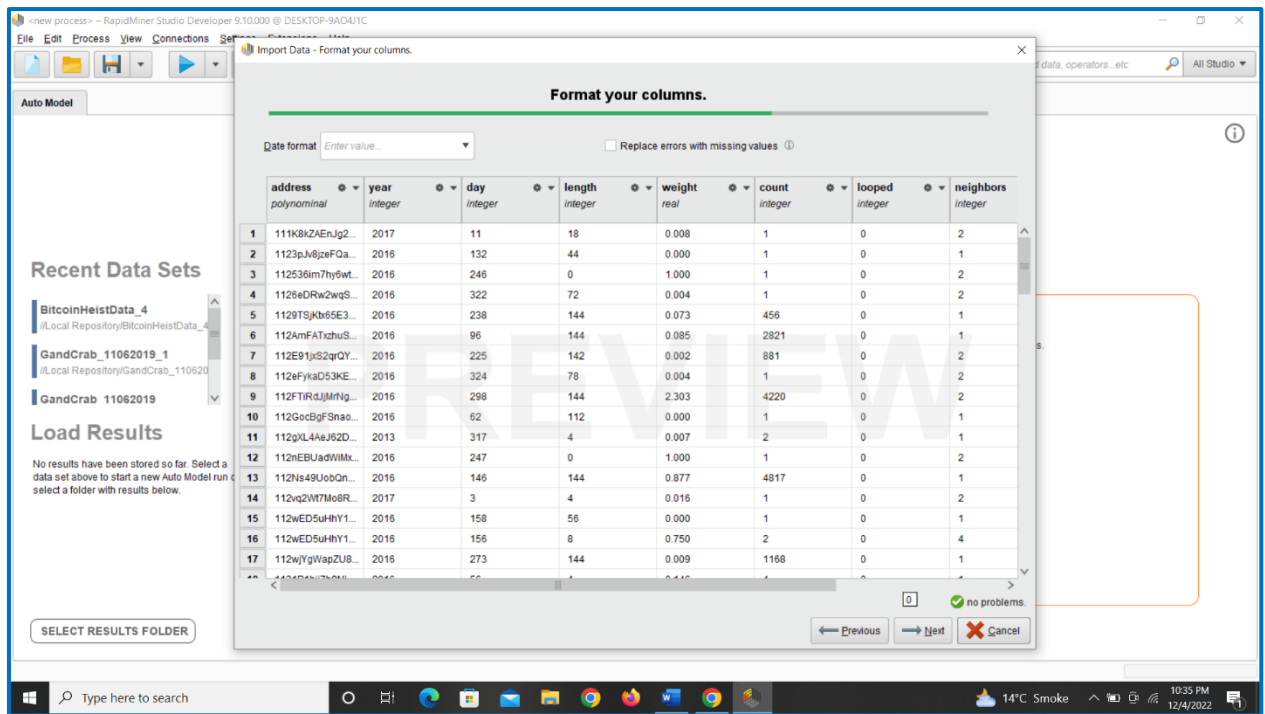 <new process> – RapidMiner Studio Developer 9.10.000 @ DESKTOP-9AO4J1C
File Edit Process View Connections
Import Data - Format your columns.
data, operators...etc All Studio
Auto Model
Format your columns.
Date format Enter value... Replace errors with missing values
address year day length weight count looped neighbors
polynominal integer integer integer real integer integer integer
1 111K8kZAEnJg2... 2017 11 18 0.008 1 0 2
2 1123pJv8jzeFQa... 2016 132 44 0.000 1 0 1
3 112536im7hy6wt... 2016 246 0 1.000 1 0 2
4 1126eDRw2wqS... 2016 322 72 0.004 1 0 2
5 1129TSjKtx65E3... 2016 238 144 0.073 456 0 1
6 112AmFATxzhuS... 2016 96 144 0.085 2821 0 1
7 112E91jxS2qrQY... 2016 225 142 0.002 881 0 2
8 112eFykaD53KE... 2016 324 78 0.004 1 0 2
9 112FTiRdJjMrNg... 2016 298 144 2.303 4220 0 2
10 112GocBgFSnao... 2016 62 112 0.000 1 0 1
11 112gXL4AeJ62D... 2013 317 4 0.007 2 0 1
12 112nEBUadWiMx... 2016 247 0 1.000 1 0 2
13 112Ns49UobQn... 2016 146 144 0.877 4817 0 1
14 112vq2Wt7Mo8R... 2017 3 4 0.016 1 0 2
15 112wED5uHhY1... 2016 158 56 0.000 1 0 1
16 112wED5uHhY1... 2016 156 8 0.750 2 0 4
17 112wjYgWapZU8... 2016 273 144 0.009 1168 0 1
PREVIEW
Recent Data Sets
BitcoinHeistData_4
//Local Repository/BitcoinHeistData_4
GandCrab_11062019_1
//Local Repository/GandCrab_110620
GandCrab 11062019
Load Results
No results have been stored so far. Select a
data set above to start a new Auto Model run
select a folder with results below.
s.
0 no problems.
SELECT RESULTS FOLDER
Previous Next Cancel
Type here to search
14°C Smoke
10:35 PM
12/4/2022